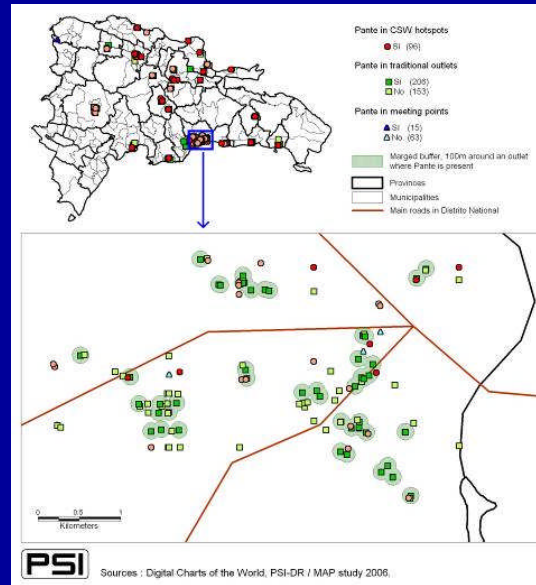 Pante in CSW hotspots
SI (96)
Pante in traditional outlets
Si (206)
No (153)
Pante in meeting points
SI (15)
No (63)
Marged buffer, 100m around an outlet
where Pante is present
Provinces
Municipalities
Main roads in Distrito National
0 0.5 1
Kilometers
PSI
Sources : Digital Charts of the World, PSI-DR / MAP study 2006.